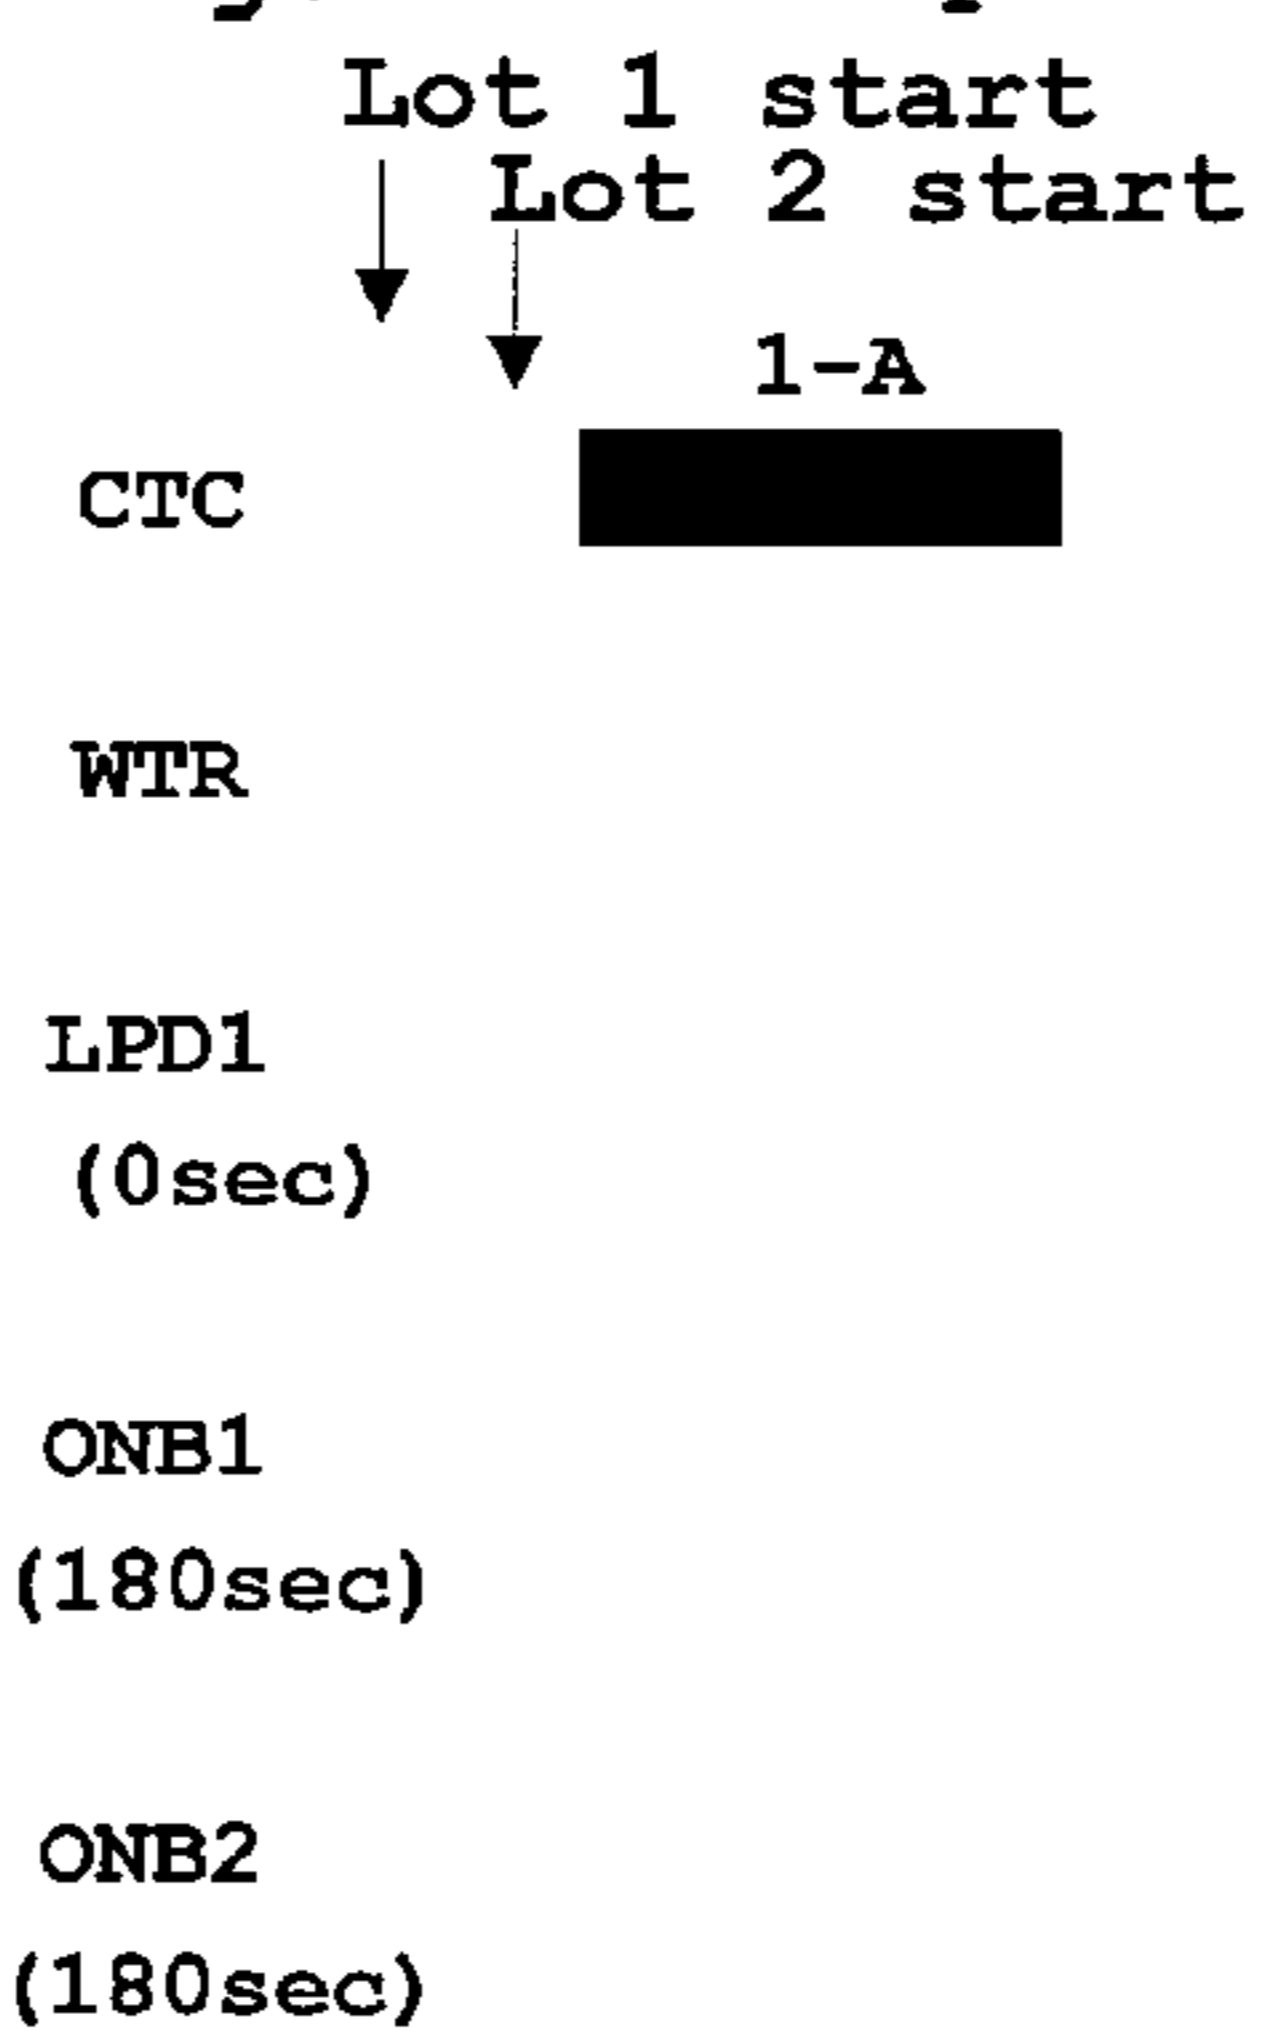 Lot 1 start
Lot 2 start
1-A
CTC
WTR
LPD1
(0sec)
ONB1
(180sec)
ONB2
(180sec)